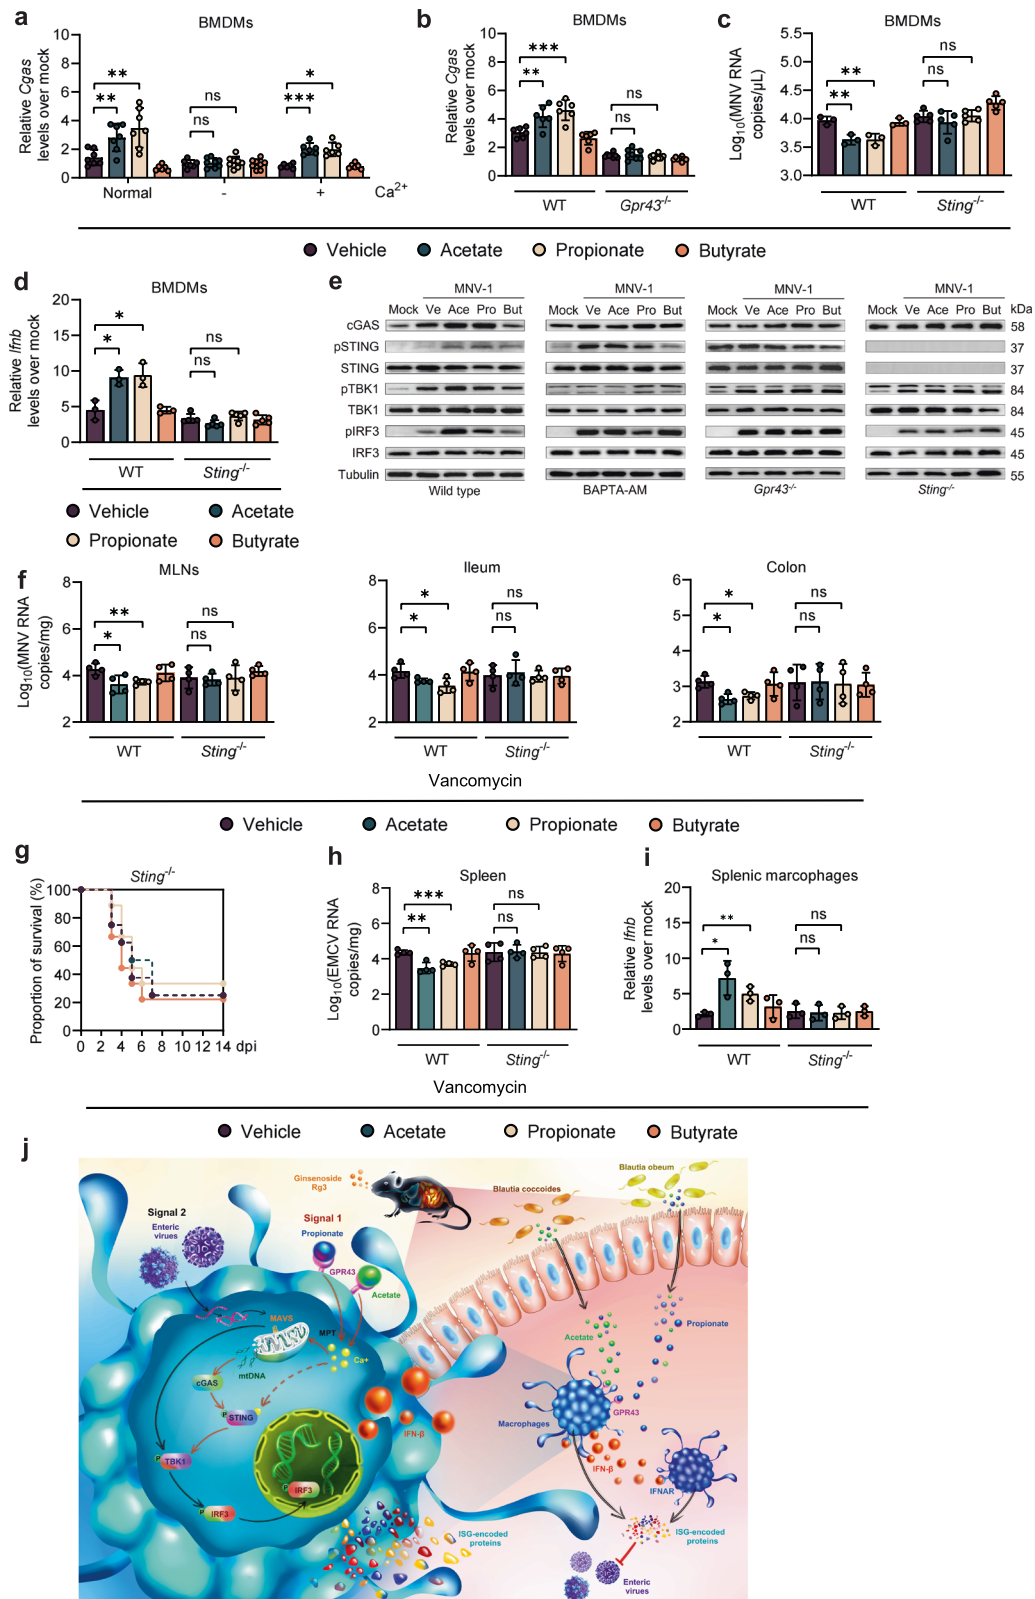 a
BMDMs
Relative Cgas
levels over mock
10
8
6
4
2
0
**
**
ns
ns
*
***
Normal
-
+
Ca2+
b
BMDMs
Relative Cgas
levels over mock
10
8
6
4
2
0
***
**
ns
ns
WT
Gpr43-/-
c
BMDMs
Log10(MNV RNA
copies/μL)
5.5
5.0
4.5
4.0
3.5
3.0
**
**
ns
ns
WT
Sting-/-
Vehicle
Acetate
Propionate
Butyrate
d
BMDMs
Relative Ifnb
levels over mock
20
15
10
5
0
*
*
ns
ns
WT
Sting-/-
Vehicle
Acetate
Propionate
Butyrate
e
MNV-1
MNV-1
MNV-1
MNV-1
Mock Ve Ace Pro But
Mock Ve Ace Pro But
Mock Ve Ace Pro But
Mock Ve Ace Pro But
kDa
cGAS
58
pSTING
37
STING
37
pTBK1
84
TBK1
84
pIRF3
45
IRF3
45
Tubulin
55
Wild type
BAPTA-AM
Gpr43-/-
Sting-/-
f
MLNs
Log10(MNV RNA
copies/mg)
8
6
4
2
**
*
ns
ns
WT
Sting-/-
Ileum
8
6
4
2
*
*
ns
ns
WT
Sting-/-
Colon
6
5
4
3
2
*
*
ns
ns
WT
Sting-/-
Vancomycin
Vehicle
Acetate
Propionate
Butyrate
g
Sting-/-
Proportion of survival (%)
100
80
60
40
20
0
0 2 4 6 8 10 12 14 dpi
h
Spleen
Log10(EMCV RNA
copies/mg)
8
6
4
2
0
***
**
ns
ns
WT
Sting-/-
i
Splenic marcophages
Relative Ifnb
levels over mock
20
15
10
5
0
**
*
ns
ns
WT
Sting-/-
Vancomycin
Vehicle
Acetate
Propionate
Butyrate
j
Signal 2
Enteric
virues
Ginsenoside
Rg3
Signal 1
Propionate
GPR43
Acetate
MAVS
MPT
Ca+
mtDNA
cGAS
P
STING
P
TBK1
P
IRF3
P
IRF3
IFN-β
ISG-encoded
proteins
Blautia coccoides
Blautia obeum
Acetate
Propionate
GPR43
Macrophages
IFN-β
IFNAR
ISG-encoded
proteins
Enteric
virues